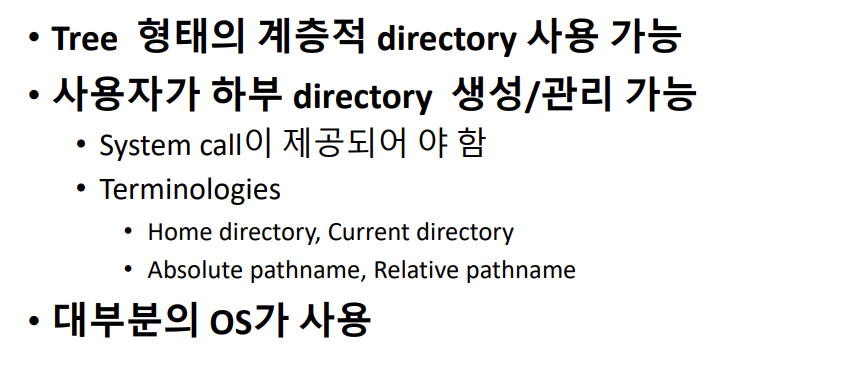 • Tree 형태의 계층적 directory 사용 가능
• 사용자가 하부 directory 생성/관리 가능
• System call이 제공되어 야 함
• Terminologies
• Home directory, Current directory
• Absolute pathname, Relative pathname
• 대부분의 OS가 사용